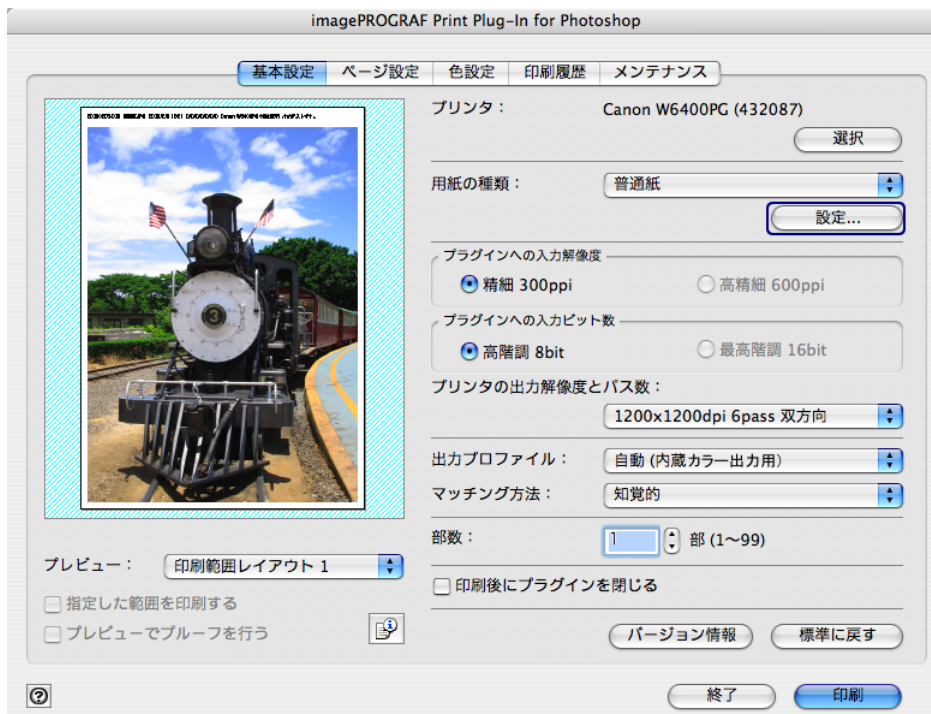 imagePROGRAF Print Plug-In for Photoshop
基本設定 ページ設定 色設定 印刷履歴 メンテナンス
プリンタ： Canon W6400PG (432087)
選択
用紙の種類： 普通紙
設定...
プラグインへの入力解像度
精細 300ppi 高精細 600ppi
プラグインへの入力ビット数
高階調 8bit 最高階調 16bit
プリンタの出力解像度とパス数：
1200x1200dpi 6pass 双方向
出力プロファイル： 自動 (内蔵カラー出力用)
マッチング方法： 知覚的
部数： 1 部 (1〜99)
印刷後にプラグインを閉じる
バージョン情報 標準に戻す
3
プレビュー： 印刷範囲レイアウト 1
指定した範囲を印刷する
プレビューでプルーフを行う
終了 印刷